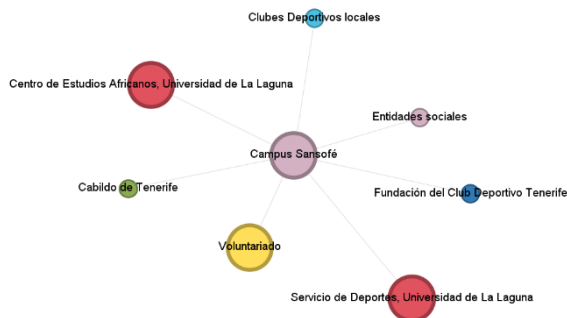 Clubes Deportivos locales
Centro de Estudios Africanos, Universidad de La Laguna
Entidades sociales
Campus Sansofé
Cabildo de Tenerife
Fundación del Club Deportivo Tenerife
Voluntariado
Servicio de Deportes, Universidad de La Laguna